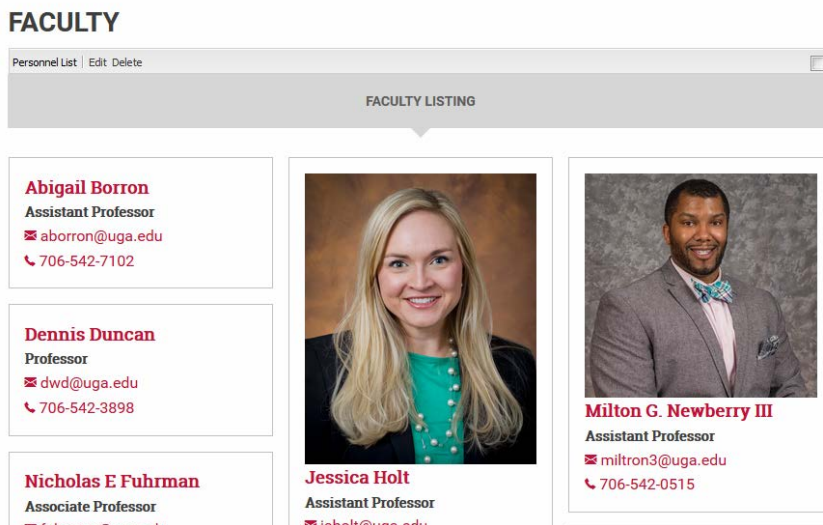 FACULTY
Personnel List Edit Delete
FACULTY LISTING
Abigail Borron
Assistant Professor
aborron@uga.edu
706-542-7102
Dennis Duncan
Professor
dwd@uga.edu
706-542-3898
Nicholas E Fuhrman
Associate Professor
Jessica Holt
Assistant Professor
Milton G. Newberry III
Assistant Professor
miltron3@uga.edu
706-542-0515